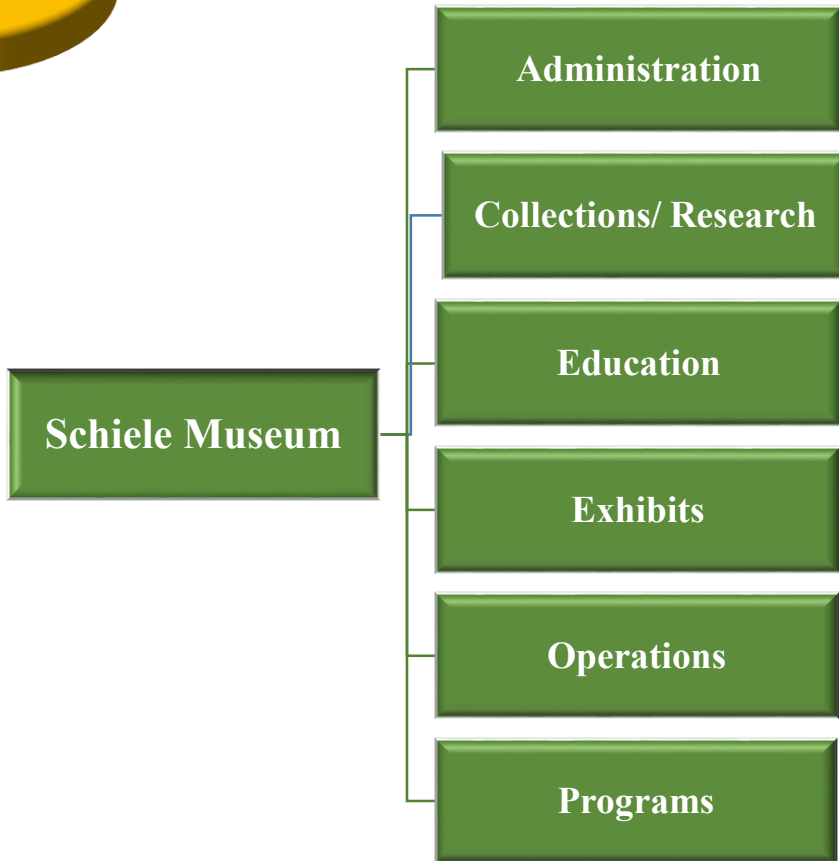 Administration
Collections/ Research
Education
Schiele Museum
Exhibits
Operations
Programs